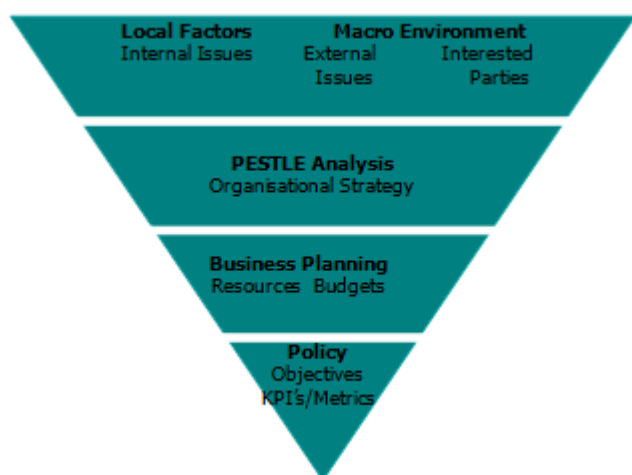 Local Factors Macro Environment
Internal Issues External Interested
Issues Parties
PESTLE Analysis
Organisational Strategy
Business Planning
Resources Budgets
Policy
Objectives
KPI's/Metrics